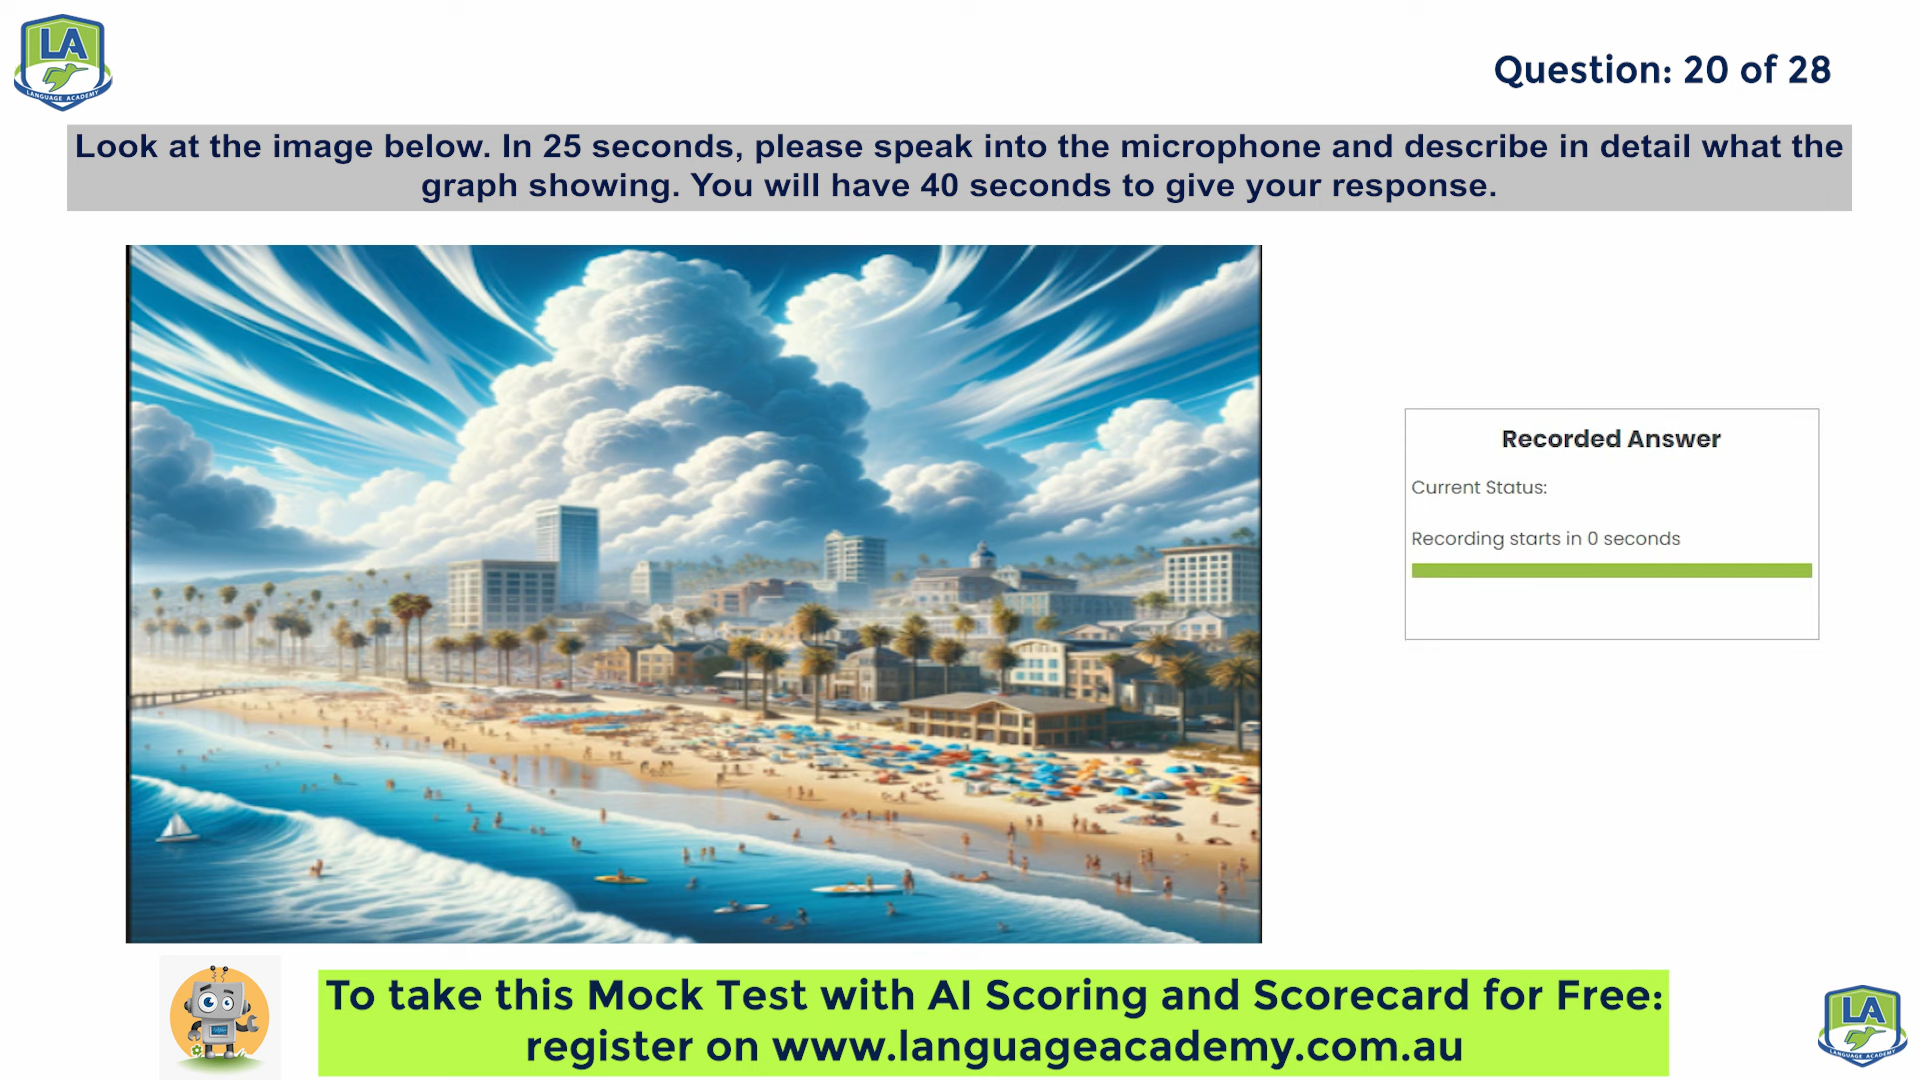 LA
LANGUAGE ACADEMY
Question: 20 of 28
Look at the image below. In 25 seconds, please speak into the microphone and describe in detail what the
graph showing. You will have 40 seconds to give your response.
Recorded Answer
Current Status:
Recording starts in 0 seconds
To take this Mock Test with AI Scoring and Scorecard for Free:
register on www.languageacademy.com.au
LA
LANGUAGE ACADEMY